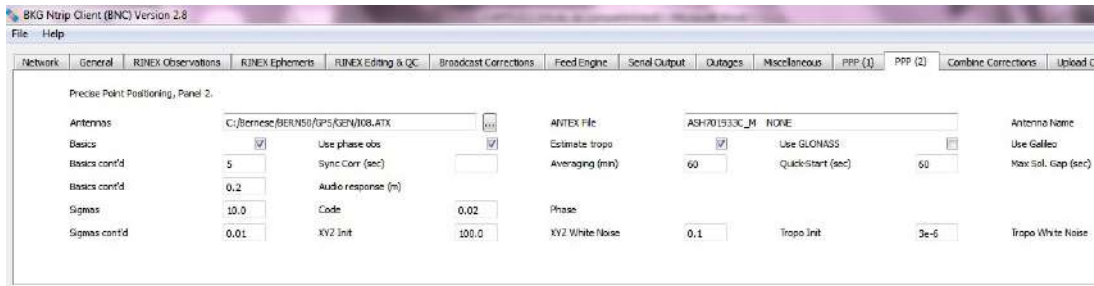 BKG Ntrip Client (BNC) Version 2.8
File Help
Network General RINEX Observations RINEX Ephemeris RINEX Editing & QC Broadcast Corrections Feed Engine Serial Output Outages Miscellaneous PPP (1) PPP (2) Combine Corrections Upload C
Precise Point Positioning, Panel 2.
Antennas C:/Bernese/BERN50/GPS/GEN/I08.ATX ... ANTEX File ASH701933C_M NONE Antenna Name
Basics Use phase obs Estimate tropo Use GLONASS Use Galileo
Basics cont'd 5 Sync Corr (sec) Averaging (min) 60 Quick-Start (sec) 60 Max Sol. Gap (sec)
Basics cont'd 0.2 Audio response (m)
Sigmas 10.0 Code 0.02 Phase
Sigmas cont'd 0.01 XYZ Init 100.0 XYZ White Noise 0.1 Tropo Init 3e-6 Tropo White Noise